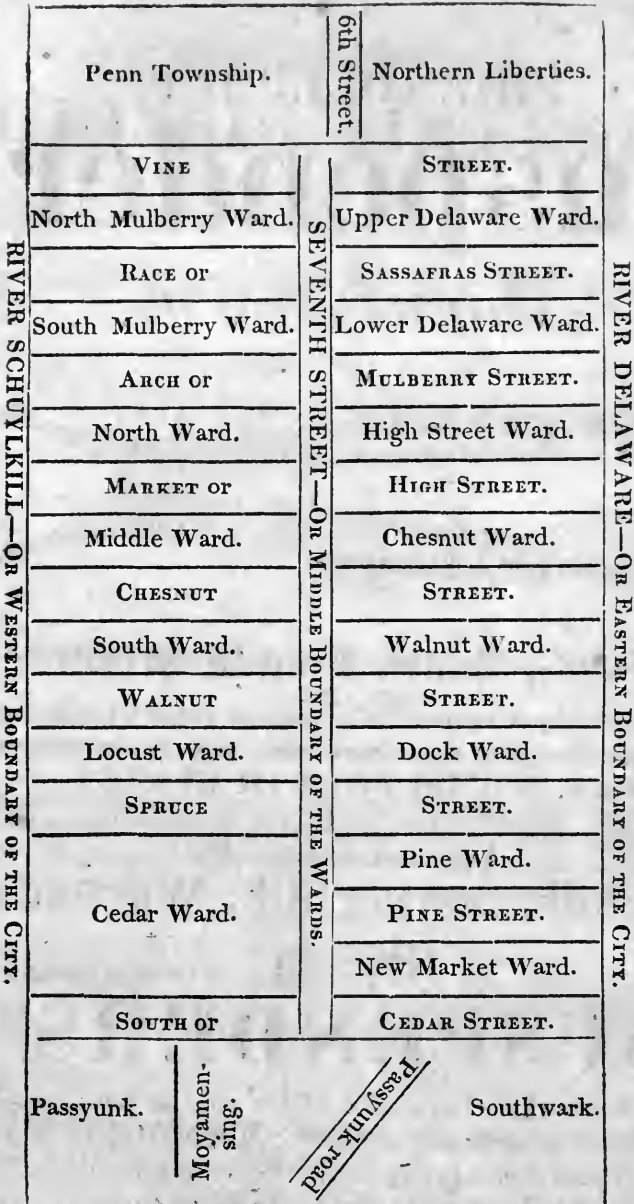 Penn Township.
6th Street.
Northern Liberties.
VINE STREET.
North Mulberry Ward. Upper Delaware Ward.
RACE OR SASSAFRAS STREET.
South Mulberry Ward. Lower Delaware Ward.
ARCH OR MULBERRY STREET.
North Ward. High Street Ward.
MARKET OR HIGH STREET.
Middle Ward. Chesnut Ward.
CHESNUT STREET.
South Ward. Walnut Ward.
WALNUT STREET.
Locust Ward. Dock Ward.
SPRUCE STREET.
Pine Ward.
Cedar Ward. PINE STREET.
New Market Ward.
SOUTH OR CEDAR STREET.
RIVER SCHUYLKILL—OR WESTERN BOUNDARY OF THE CITY.
SEVENTH STREET—OR MIDDLE BOUNDARY OF THE WARDS.
RIVER DELAWARE—OR EASTERN BOUNDARY OF THE CITY.
Passyunk.
Moyamen-
sing.
Passyunk road
Southwark.